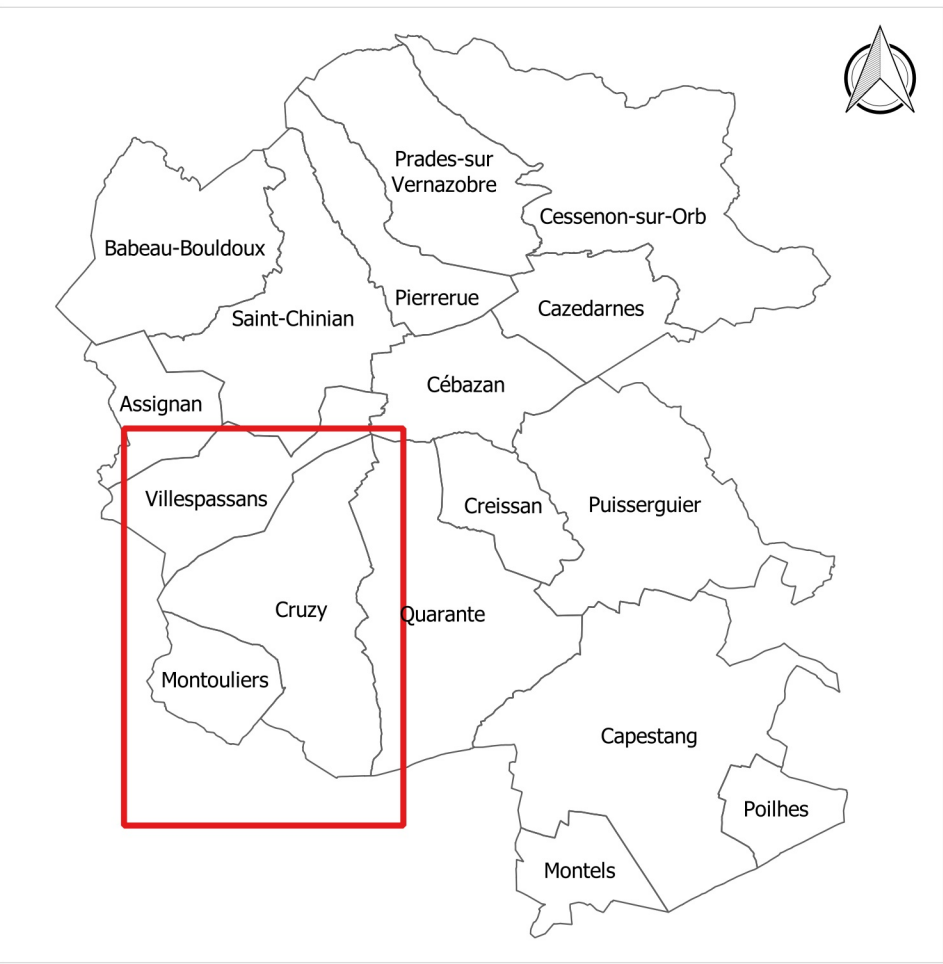 Prades-sur
Vernazobre
Cessenon-sur-Orb
Babeau-Bouldoux
Pierrerue
Cazedarnes
Saint-Chinian
Cébazan
Assignan
Villespassans
Creissan
Puisserguier
Cruzy
Quarante
Montouliers
Capestang
Poilhes
Montels